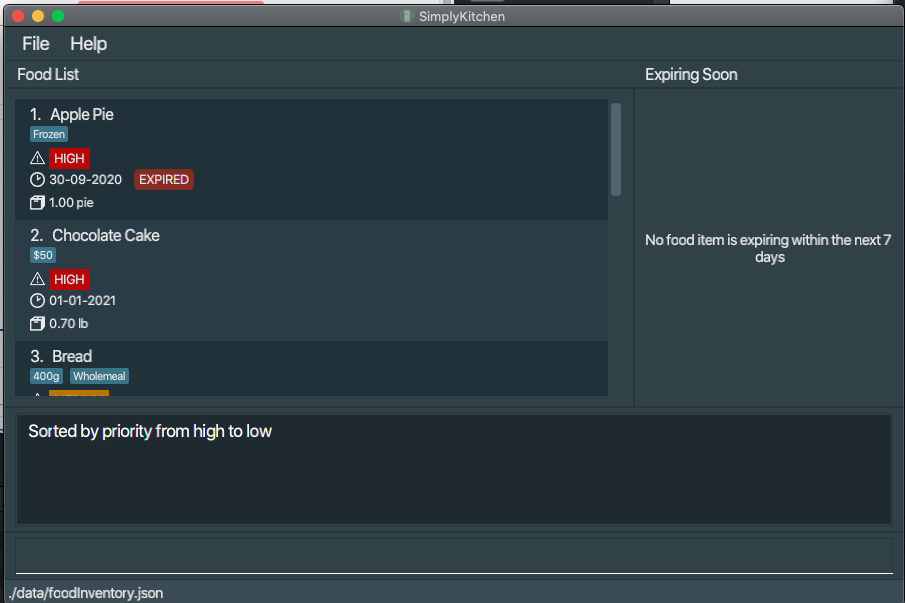 SimplyKitchen
File Help
Food List
Expiring Soon
1. Apple Pie
Frozen
HIGH
30-09-2020 EXPIRED
1.00 pie
2. Chocolate Cake
$50
HIGH
01-01-2021
0.70 lb
3. Bread
400g Wholemeal
No food item is expiring within the next 7
days
Sorted by priority from high to low
./data/foodInventory.json